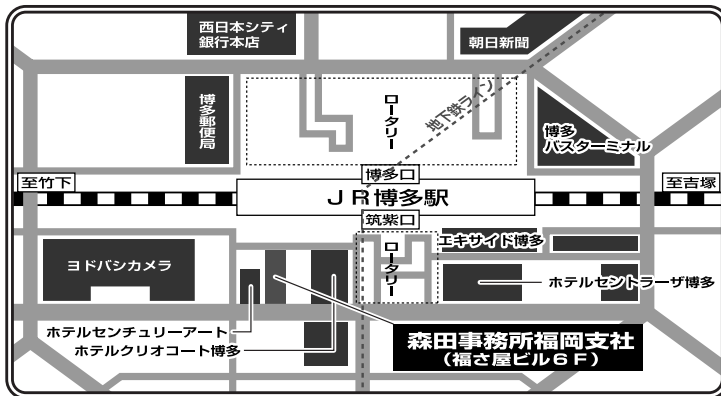 西日本シティ
銀行本店
朝日新聞
博多郵便局
ロータリー
地下鉄ライン
博多
バスターミナル
至竹下
博多口
至吉塚
JR博多駅
筑紫口
ヨドバシカメラ
ロータリー
エキサイド博多
ホテルセントラーザ博多
ホテルセンチュリーアート
ホテルクリオコート博多
森田事務所福岡支社
(福さ屋ビル6F)